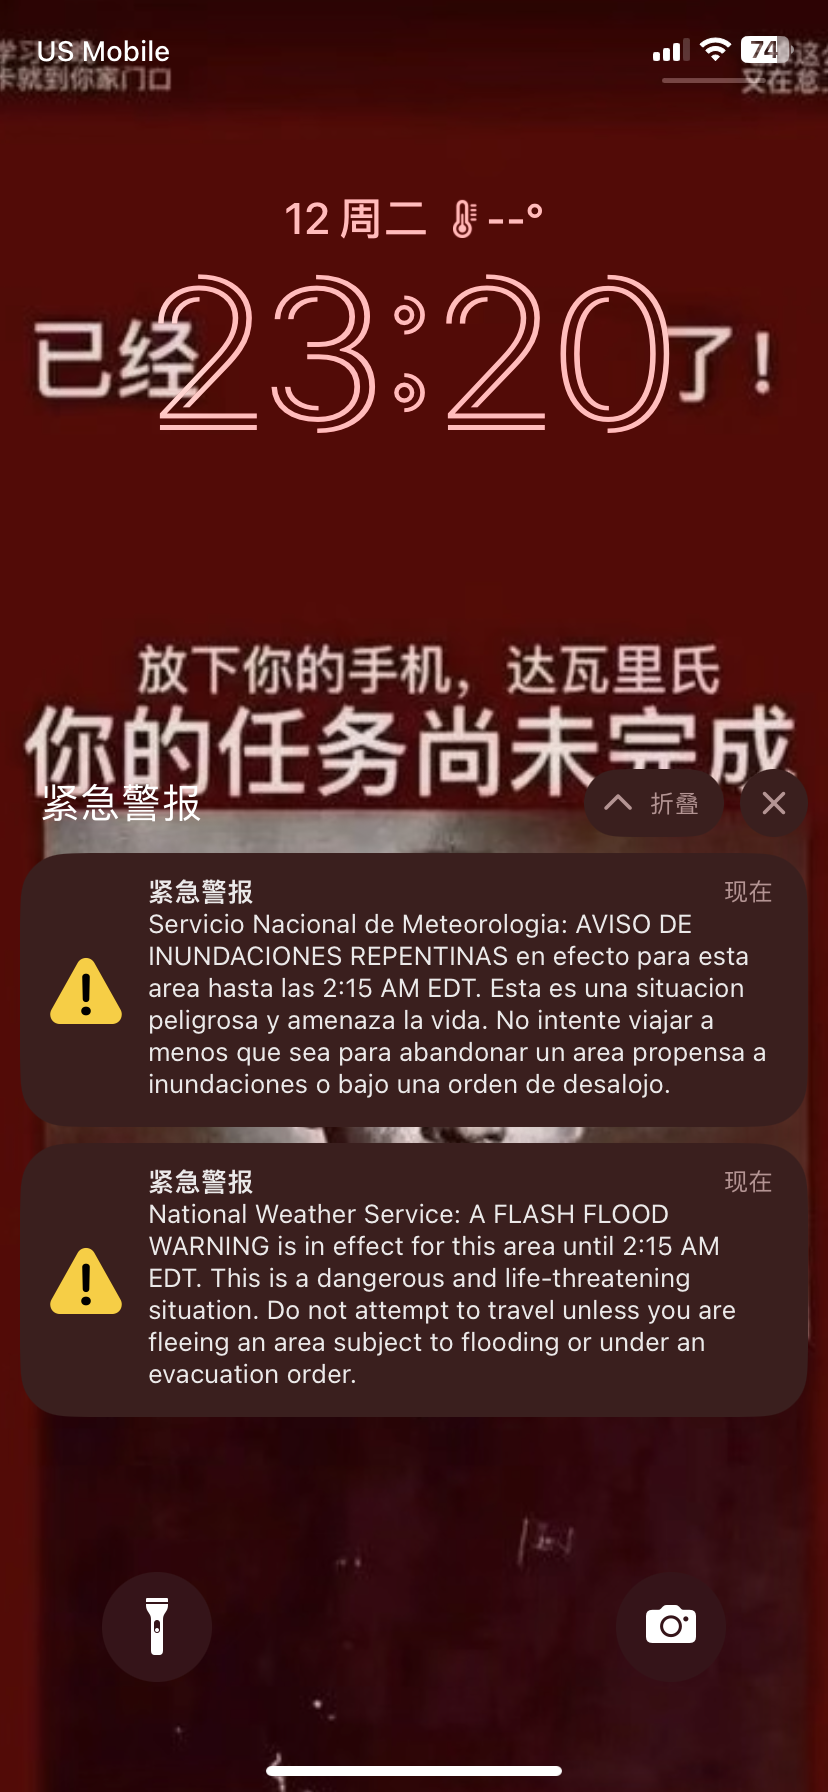 US Mobile
74
卡就到你家门口
12 周二 --°
已经
23:20
了！
放下你的手机，达瓦里氏
你的任务尚未完成
紧急警报
折叠
紧急警报
现在
Servicio Nacional de Meteorologia: AVISO DE
INUNDACIONES REPENTINAS en efecto para esta
area hasta las 2:15 AM EDT. Esta es una situacion
peligrosa y amenaza la vida. No intente viajar a
menos que sea para abandonar un area propensa a
inundaciones o bajo una orden de desalojo.
紧急警报
现在
National Weather Service: A FLASH FLOOD
WARNING is in effect for this area until 2:15 AM
EDT. This is a dangerous and life-threatening
situation. Do not attempt to travel unless you are
fleeing an area subject to flooding or under an
evacuation order.